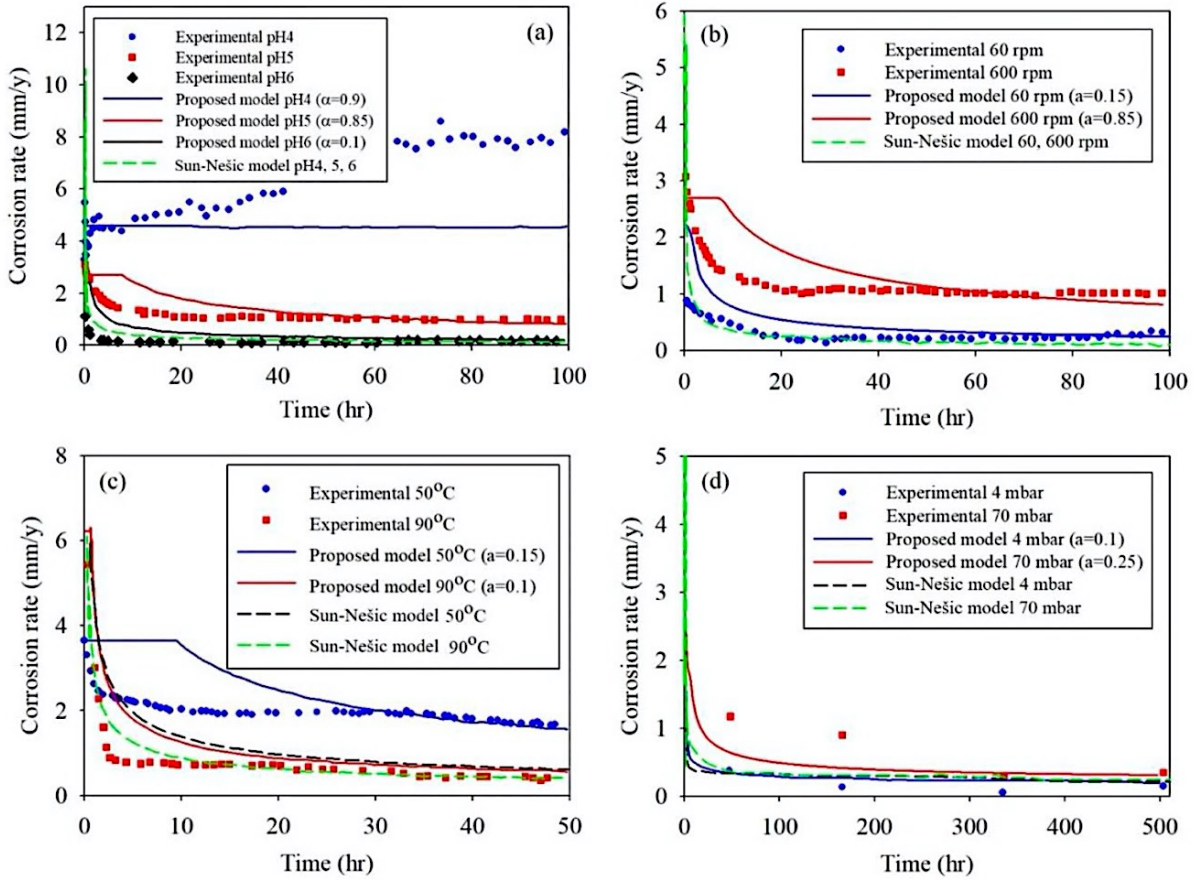 (a)
Experimental pH4
Experimental pH5
Experimental pH6
Proposed model pH4 (α=0.9)
Proposed model pH5 (α=0.85)
Proposed model pH6 (α=0.1)
Sun-Nešic model pH4, 5, 6
Corrosion rate (mm/y)
12
10
8
6
4
2
0
0 20 40 60 80 100
Time (hr)
(b)
Experimental 60 rpm
Experimental 600 rpm
Proposed model 60 rpm (a=0.15)
Proposed model 600 rpm (a=0.85)
Sun-Nešic model 60, 600 rpm
Corrosion rate (mm/y)
6
5
4
3
2
1
0
0 20 40 60 80 100
Time (hr)
(c)
Experimental 50°C
Experimental 90°C
Proposed model 50°C (a=0.15)
Proposed model 90°C (a=0.1)
Sun-Nešic model 50°C
Sun-Nešic model 90°C
Corrosion rate (mm/y)
8
6
4
2
0
0 10 20 30 40 50
Time (hr)
(d)
Experimental 4 mbar
Experimental 70 mbar
Proposed model 4 mbar (a=0.1)
Proposed model 70 mbar (a=0.25)
Sun-Nešic model 4 mbar
Sun-Nešic model 70 mbar
Corrosion rate (mm/y)
5
4
3
2
1
0
0 100 200 300 400 500
Time (hr)